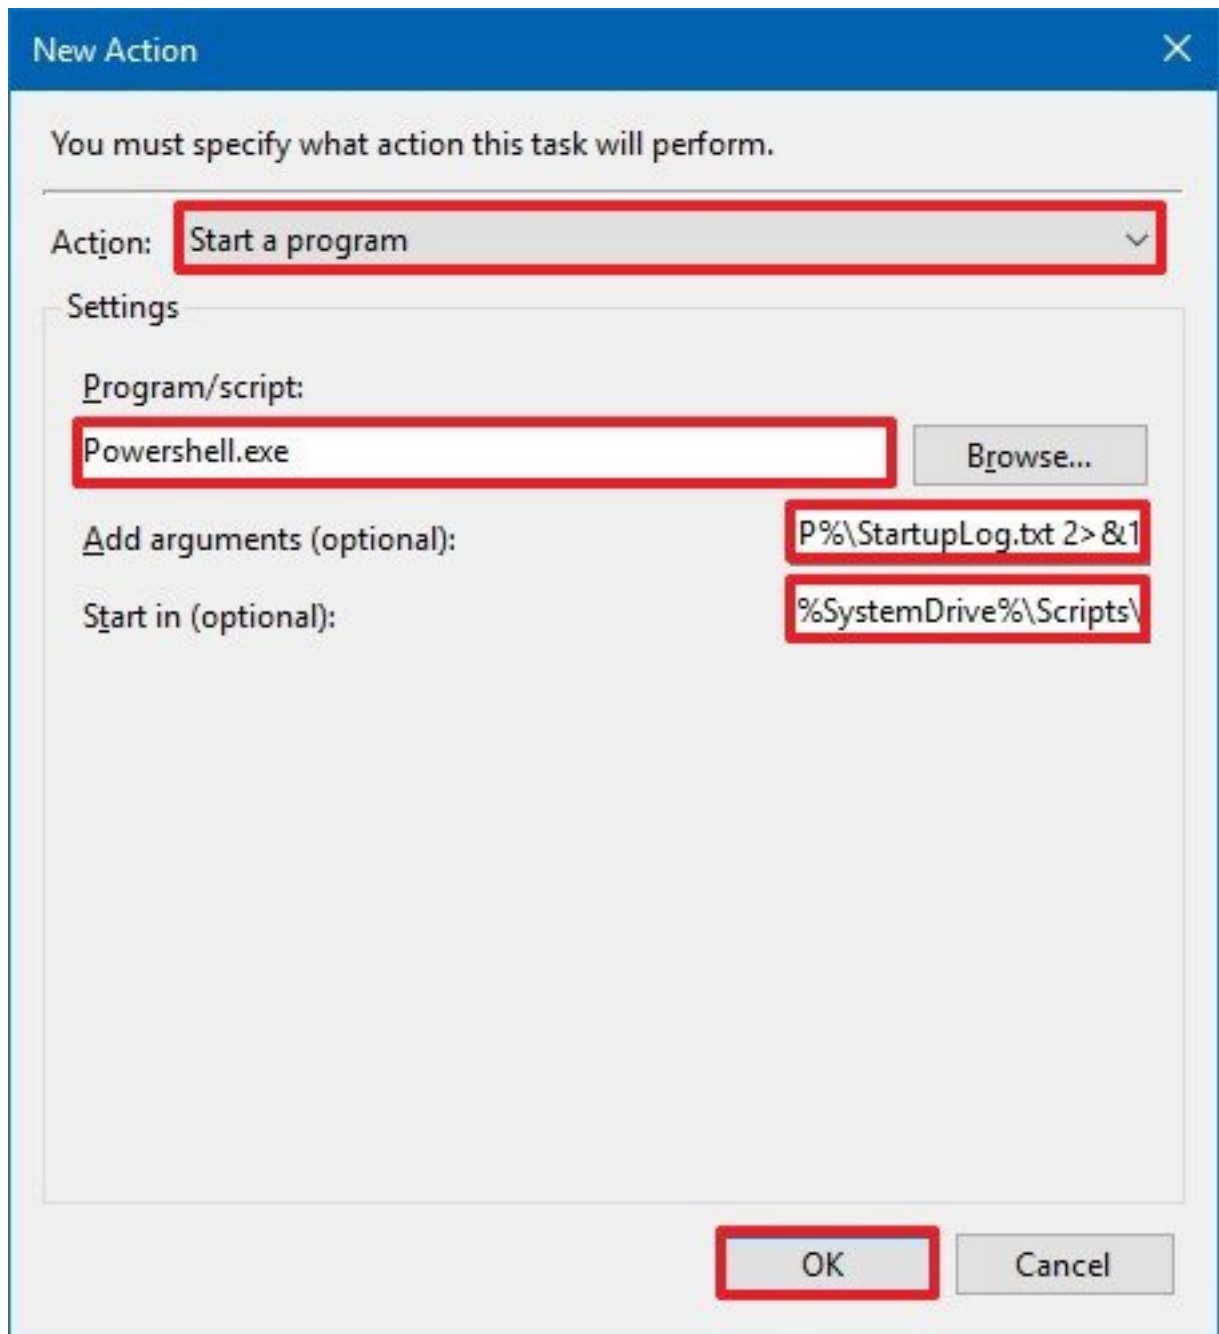 New Action
You must specify what action this task will perform.
Action: Start a program
Settings
Program/script:
Powershell.exe Browse...
Add arguments (optional): P%\StartupLog.txt 2>&1
Start in (optional): %SystemDrive%\Scripts\
OK Cancel